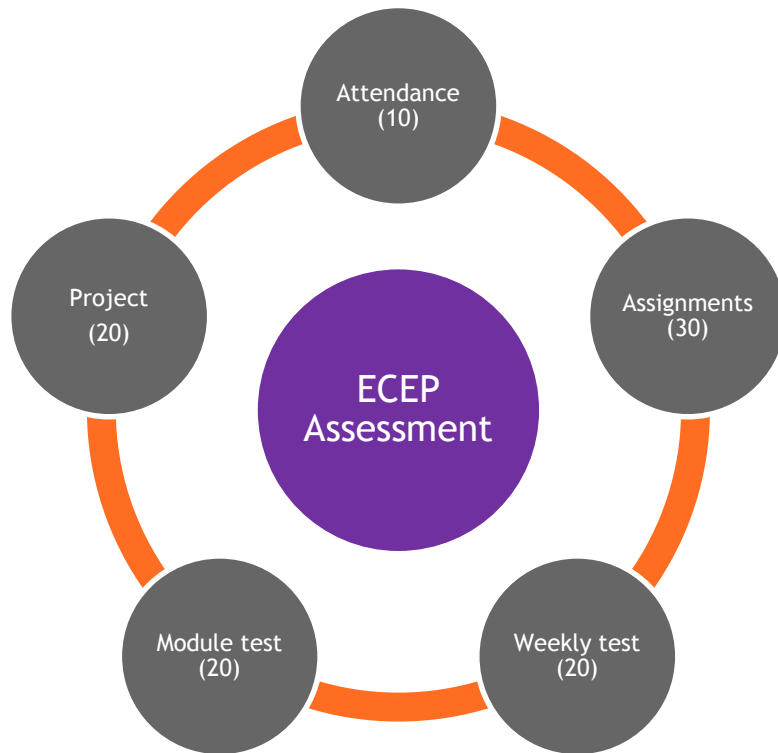 Attendance
(10)
Assignments
(30)
Weekly test
(20)
Module test
(20)
Project
(20)
ECEP
Assessment